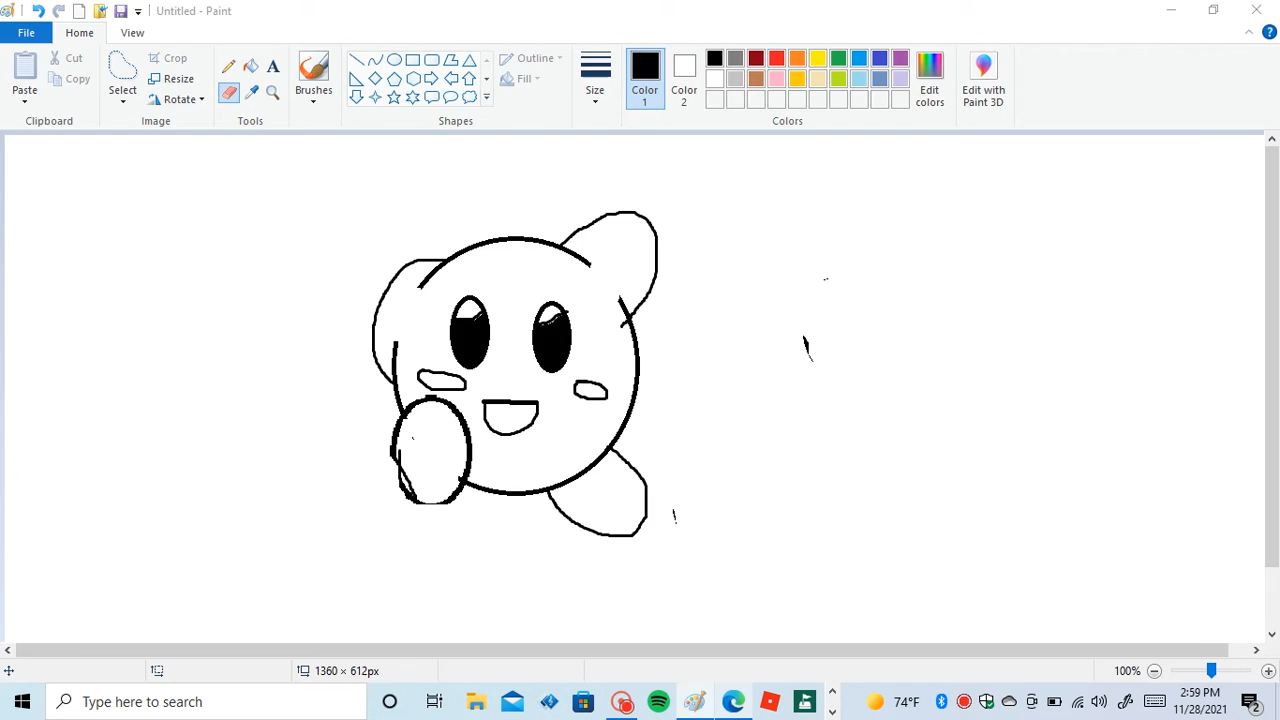 Untitled - Paint
File Home View
Paste
Cut
Copy
Clipboard
Select
Crop
Resize
Rotate
Image
A
Tools
Brushes
Shapes
Outline
Fill
Size
Color 1
Color 2
Colors
Edit colors
Edit with Paint 3D
1360 × 612px
100%
Type here to search
74°F
2:59 PM
11/28/2021
2